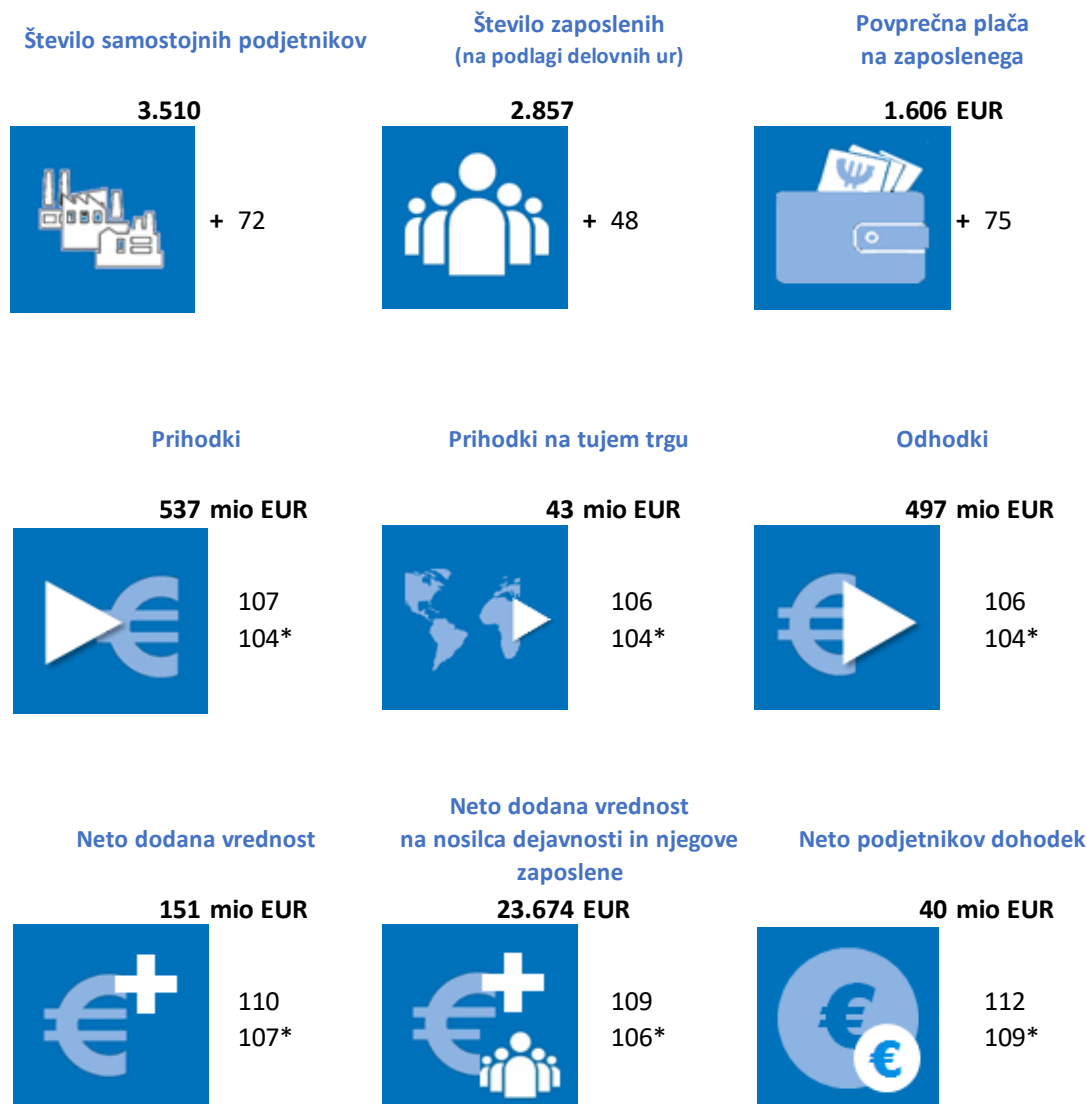 Število samostojnih podjetnikov
3.510
+ 72
Število zaposlenih
(na podlagi delovnih ur)
2.857
+ 48
Povprečna plača
na zaposlenega
1.606 EUR
+ 75
Prihodki
537 mio EUR
107
104*
Prihodki na tujem trgu
43 mio EUR
106
104*
Odhodki
497 mio EUR
106
104*
Neto dodana vrednost
151 mio EUR
110
107*
Neto dodana vrednost
na nosilca dejavnosti in njegove
zaposlene
23.674 EUR
109
106*
Neto podjetnikov dohodek
40 mio EUR
112
109*